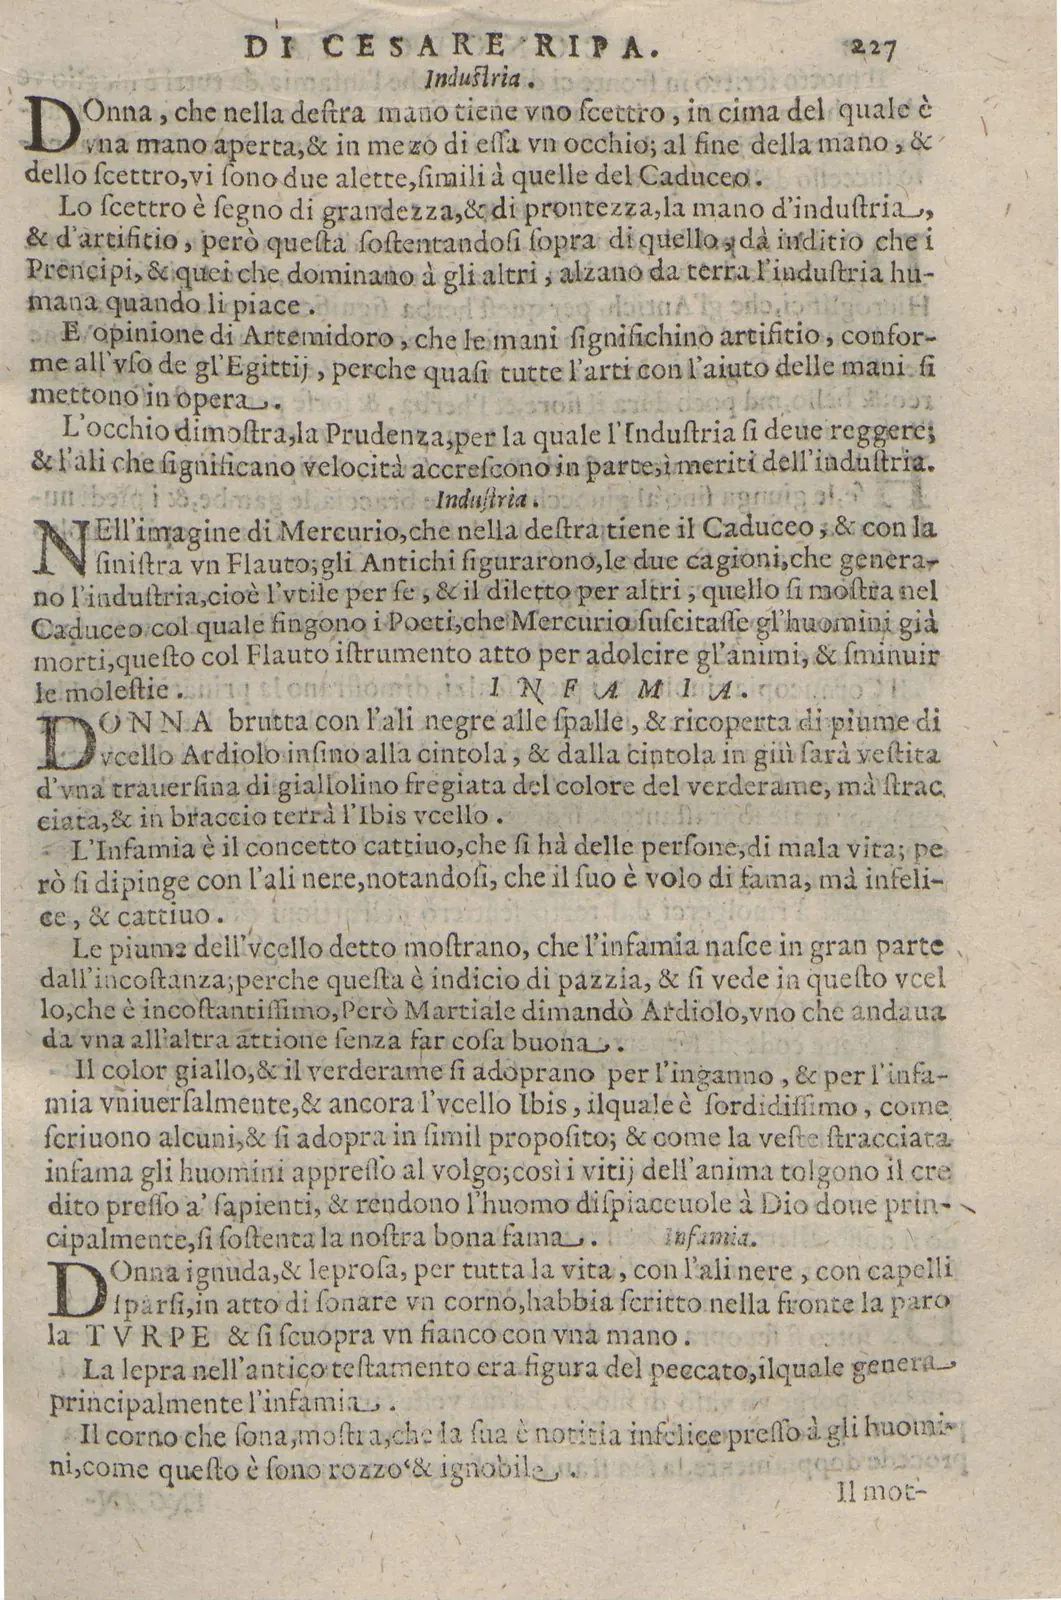 DI CESARE RIPA. 227
Induſtria.
DOnna, che nella deſtra mano tiene vno ſcettro, in cima del quale è
vna mano aperta,& in mezo di eſſa vn occhio; al fine della mano, &
dello ſcettro,vi ſono due alette,ſimili à quelle del Caduceo.
Lo ſcettro è ſegno di grandezza,& di prontezza,la mano d'induſtria,
& d'artifitio, però queſta ſoſtentandoſi ſopra di quello, dà inditio che i
Prencipi, & quei che dominano à gli altri, alzano da terra l'induſtria hu-
mana quando li piace.
E opinione di Artemidoro, che le mani ſignifichino artifitio, confor-
me all'vſo de gl'Egittij, perche quaſi tutte l'arti con l'aiuto delle mani ſi
mettono in opera.
L'occhio dimoſtra,la Prudenza,per la quale l'Induſtria ſi deue reggere;
& l'ali che ſignificano velocità accreſcono in parte,i meriti dell'induſtria.
Induſtria.
NEll'imagine di Mercurio,che nella deſtra tiene il Caduceo, & con la
ſiniſtra vn Flauto;gli Antichi figurarono,le due cagioni,che genera-
no l'induſtria,cioè l'vtile per ſe, & il diletto per altri, quello ſi moſtra nel
Caduceo col quale fingono i Poeti,che Mercurio ſuſcitaſſe gl'huomini già
morti,queſto col Flauto iſtrumento atto per adolcire gl'animi, & ſminuir
le moleſtie. INFAMIA.
DONNA brutta con l'ali negre alle ſpalle, & ricoperta di piume di
vcello Ardiolo inſino alla cintola, & dalla cintola in giù ſarà veſtita
d'vna trauerſina di giallolino fregiata del colore del verderame, mà ſtrac
ciata,& in braccio terrà l'Ibis vcello.
L'Infamia è il concetto cattiuo,che ſi hà delle perſone,di mala vita; pe
rò ſi dipinge con l'ali nere,notandoſi, che il ſuo è volo di fama, mà infeli-
ce, & cattiuo.
Le piume dell'vcello detto moſtrano, che l'infamia naſce in gran parte
dall'incoſtanza;perche queſta è indicio di pazzia, & ſi vede in queſto vcel
lo,che è incoſtantiſſimo,Però Martiale dimandò Ardiolo,vno che andaua
da vna all'altra attione ſenza far coſa buona.
Il color giallo,& il verderame ſi adoprano per l'inganno, & per l'infa-
mia vniuerſalmente,& ancora l'vcello Ibis, ilquale è ſordidiſſimo, come
ſcriuono alcuni,& ſi adopra in ſimil propoſito; & come la veſte ſtracciata
infama gli huomini appreſſo al volgo;così i vitij dell'anima tolgono il cre
dito preſſo a' ſapienti, & rendono l'huomo diſpiaceuole à Dio doue prin-
cipalmente,ſi ſoſtenta la noſtra bona fama. Infamia.
DOnna ignuda,& leproſa, per tutta la vita, con l'ali nere, con capelli
ſparſi,in atto di ſonare vn corno,habbia ſcritto nella fronte la paro
la TVRPE & ſi ſcuopra vn fianco con vna mano.
La lepra nell'antico teſtamento era figura del peccato,ilquale genera
principalmente l'infamia.
Il corno che ſona,moſtra,che la ſua è notitia infelice preſſo à gli huomi-
ni,come queſto è ſono rozzo & ignobile.
Il mot-